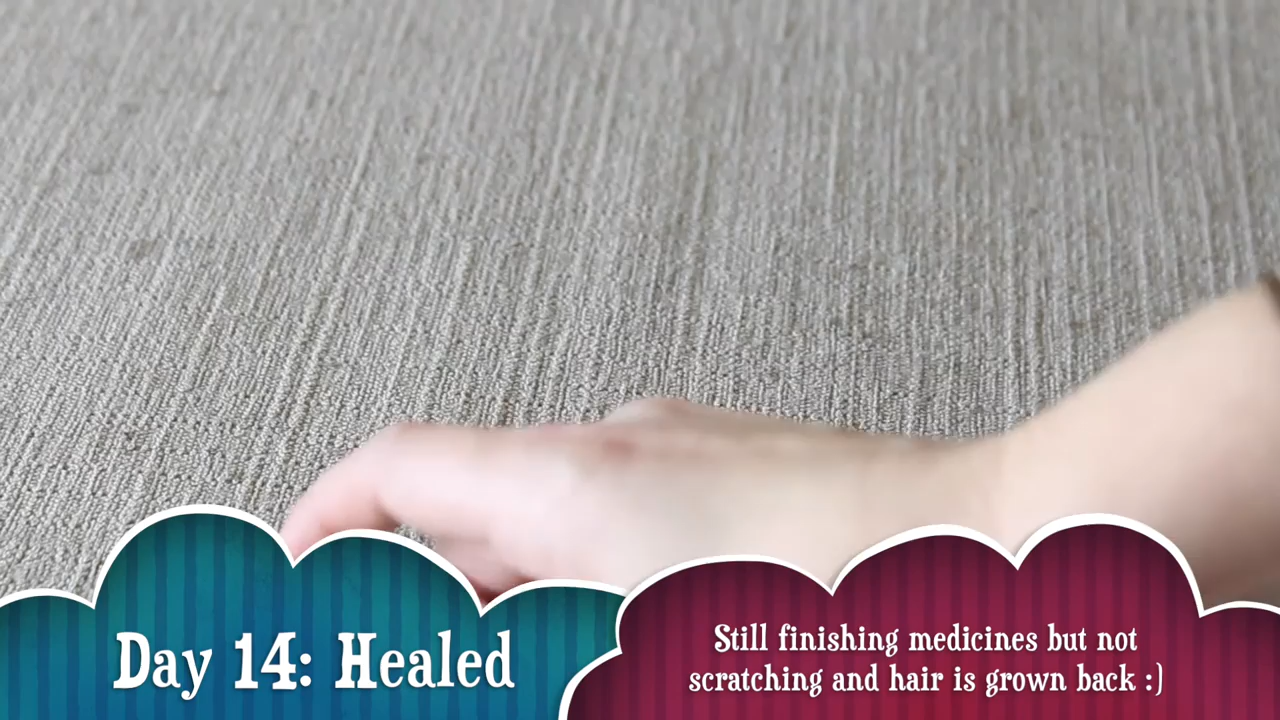 Day 14: Healed
Still finishing medicines but not
scratching and hair is grown back :)